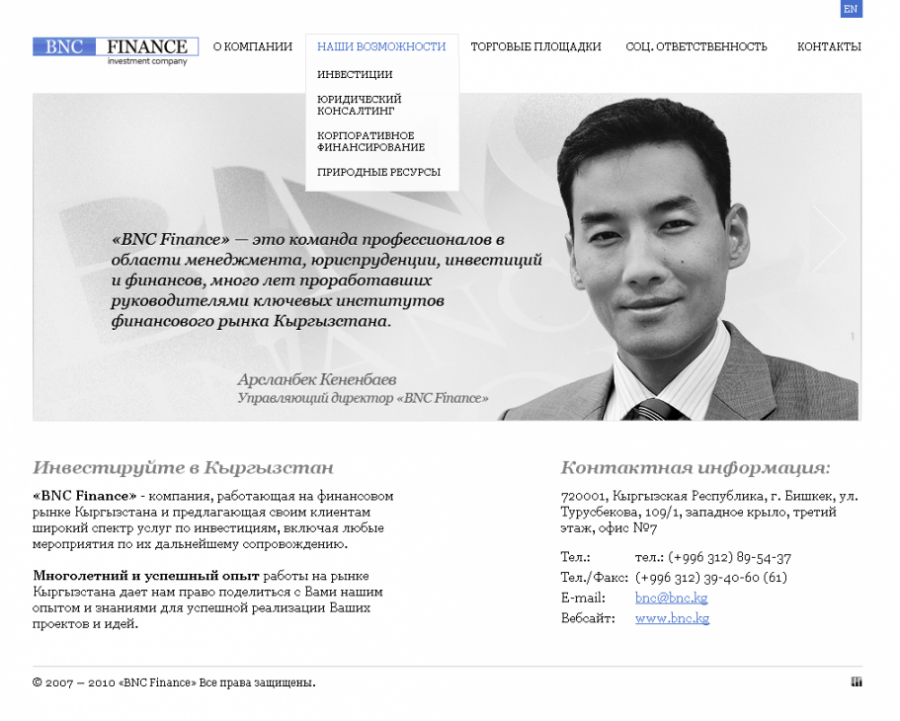 EN
BNC FINANCE
investment company
О КОМПАНИИ
НАШИ ВОЗМОЖНОСТИ
ТОРГОВЫЕ ПЛОЩАДКИ
СОЦ. ОТВЕТСТВЕННОСТЬ
КОНТАКТЫ
ИНВЕСТИЦИИ
ЮРИДИЧЕСКИЙ
КОНСАЛТИНГ
КОРПОРАТИВНОЕ
ФИНАНСИРОВАНИЕ
ПРИРОДНЫЕ РЕСУРСЫ
«BNC Finance» — это команда профессионалов в
области менеджмента, юриспруденции, инвестиций
и финансов, много лет проработавших
руководителями ключевых институтов
финансового рынка Кыргызстана.
Арсланбек Кененбаев
Управляющий директор «BNC Finance»
Инвестируйте в Кыргызстан
«BNC Finance» - компания, работающая на финансовом
рынке Кыргызстана и предлагающая своим клиентам
широкий спектр услуг по инвестициям, включая любые
мероприятия по их дальнейшему сопровождению.
Многолетний и успешный опыт работы на рынке
Кыргызстана дает нам право поделиться с Вами нашим
опытом и знаниями для успешной реализации Ваших
проектов и идей.
Контактная информация:
720001, Кыргызская Республика, г. Бишкек, ул.
Турусбекова, 109/1, западное крыло, третий
этаж, офис №7
Тел.: тел.: (+996 312) 89-54-37
Тел./Факс: (+996 312) 39-40-60 (61)
E-mail: bnc@bnc.kg
Вебсайт: www.bnc.kg
© 2007 — 2010 «BNC Finance» Все права защищены.